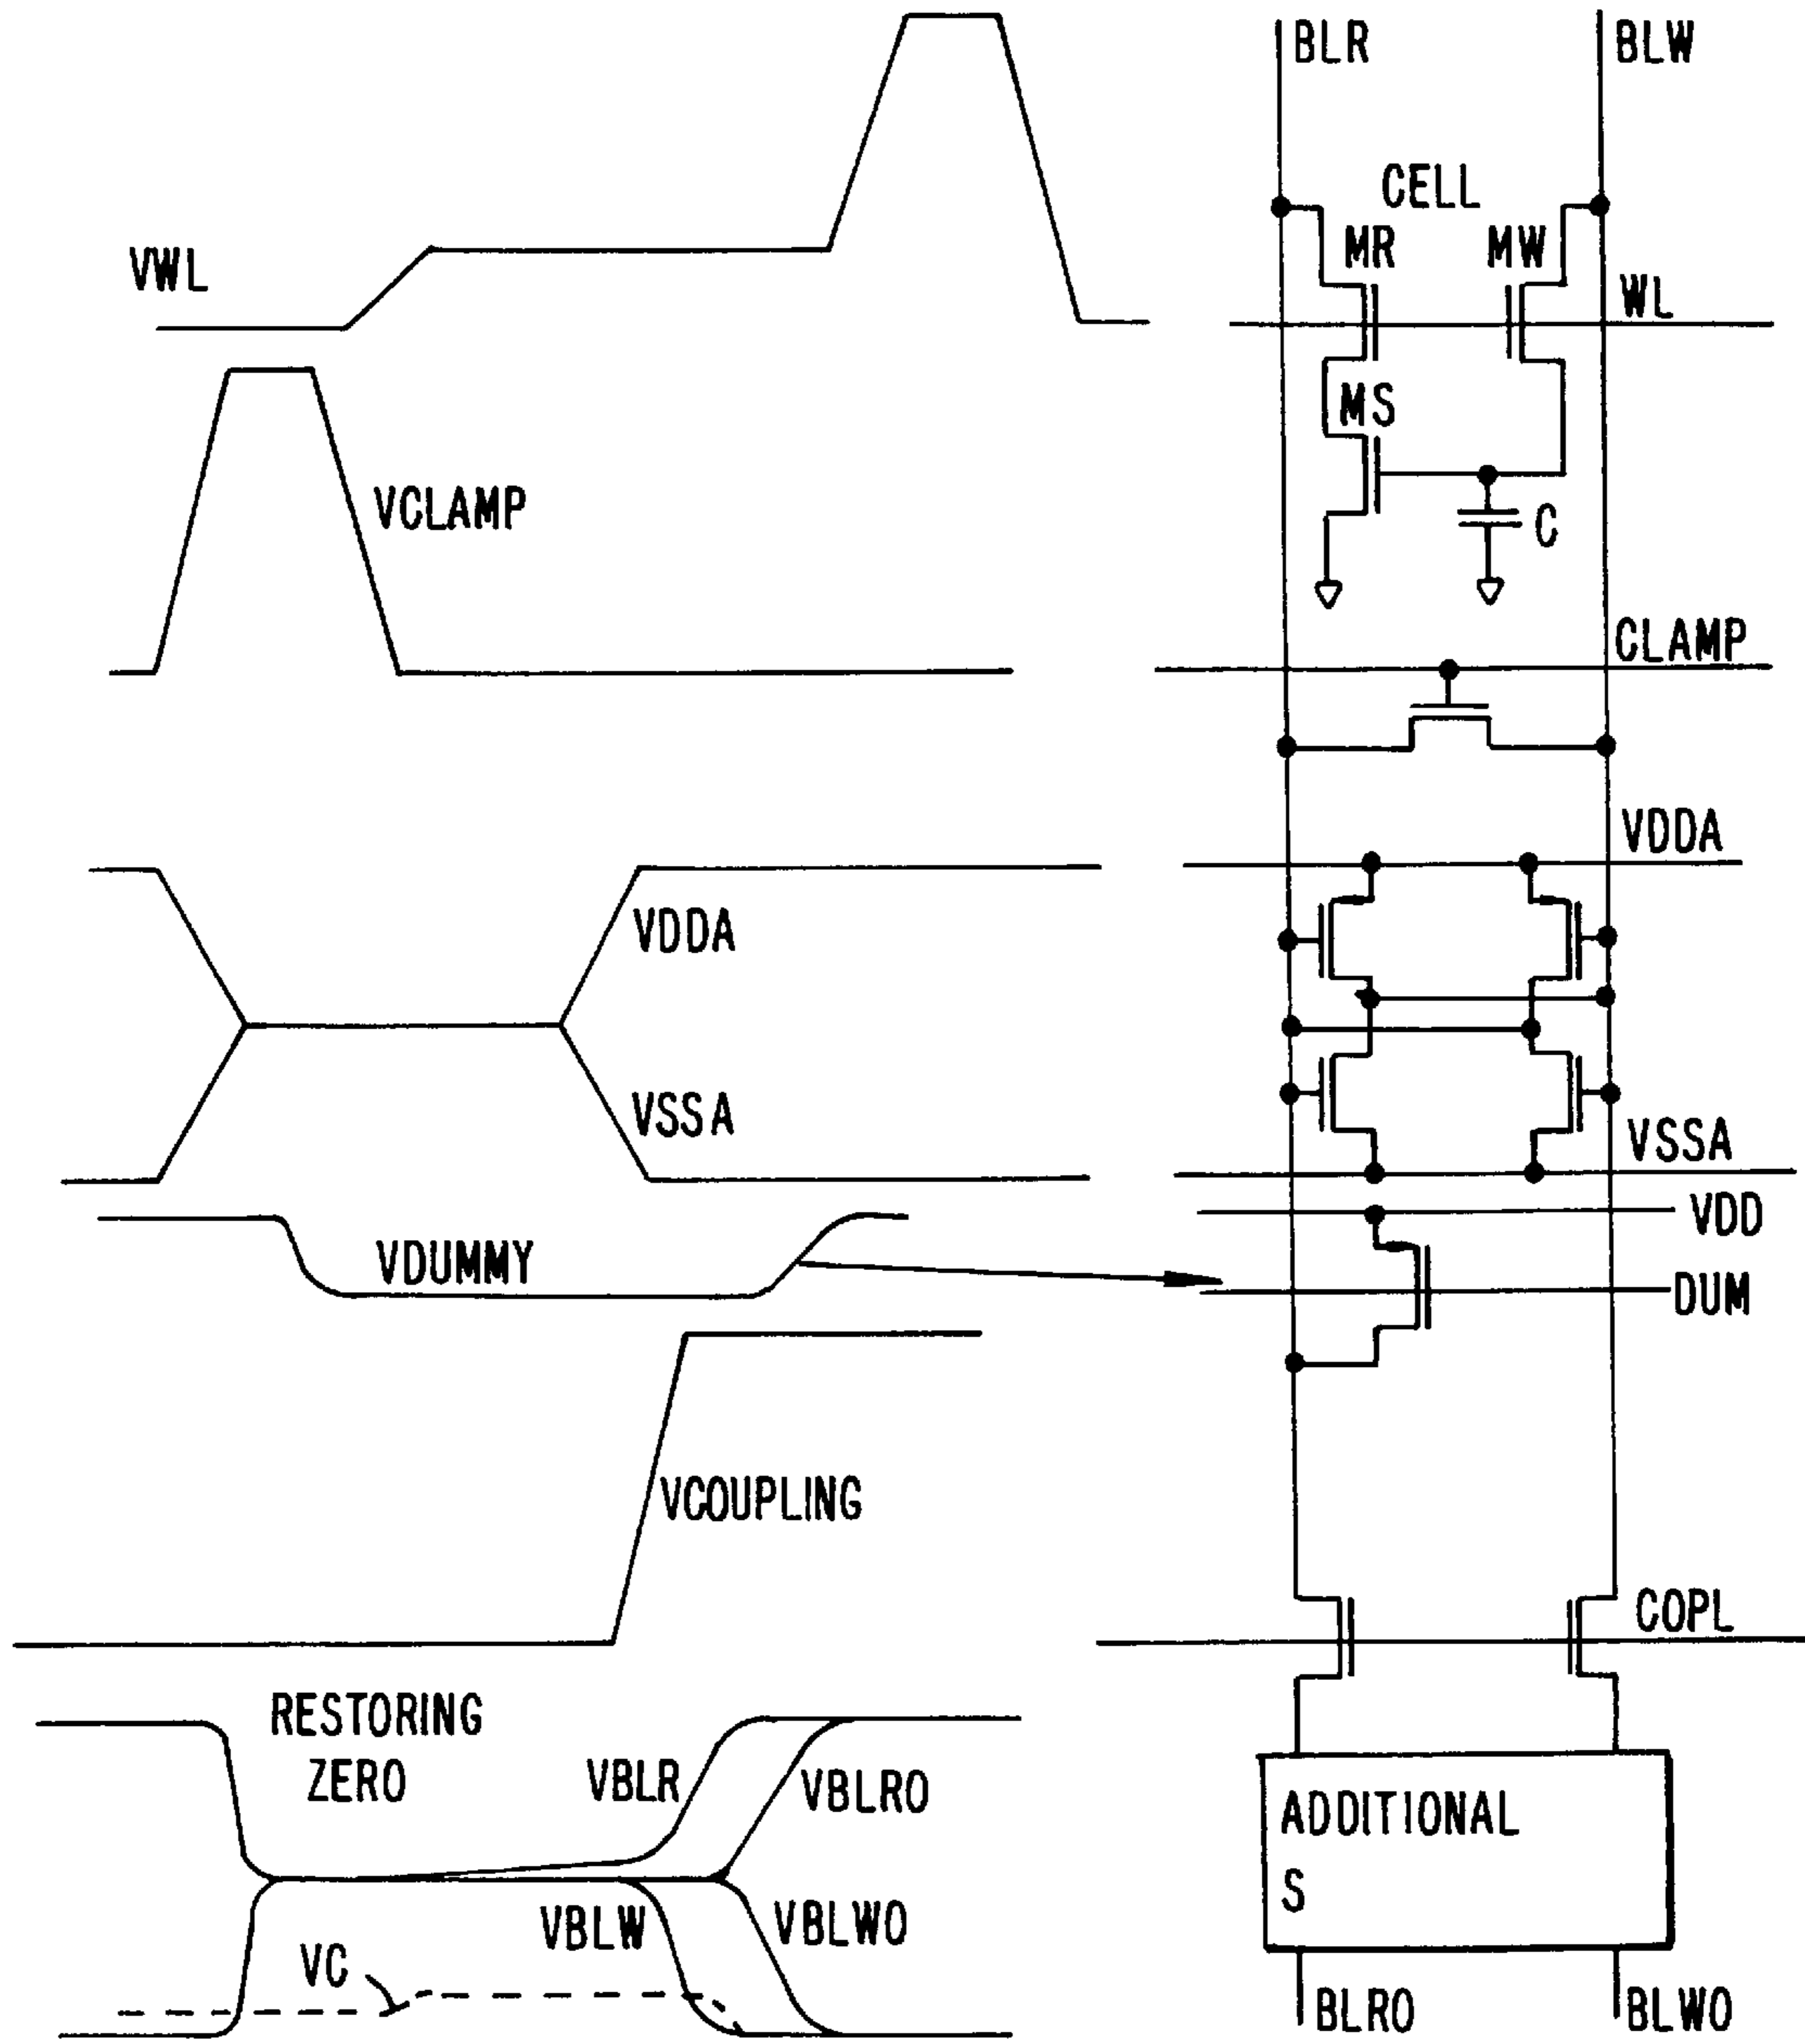 BLR
BLW
CELL
VWL
MR
MW
WL
MS
VCLAMP
C
CLAMP
VDDA
VDDA
VSSA
VSSA
VDD
VDUMMY
DUM
VCOUPLING
COPL
RESTORING
ZERO
VBLR
VBLRO
ADDITIONAL
S
VBLW
VBLWO
VC
BLRO
BLWO